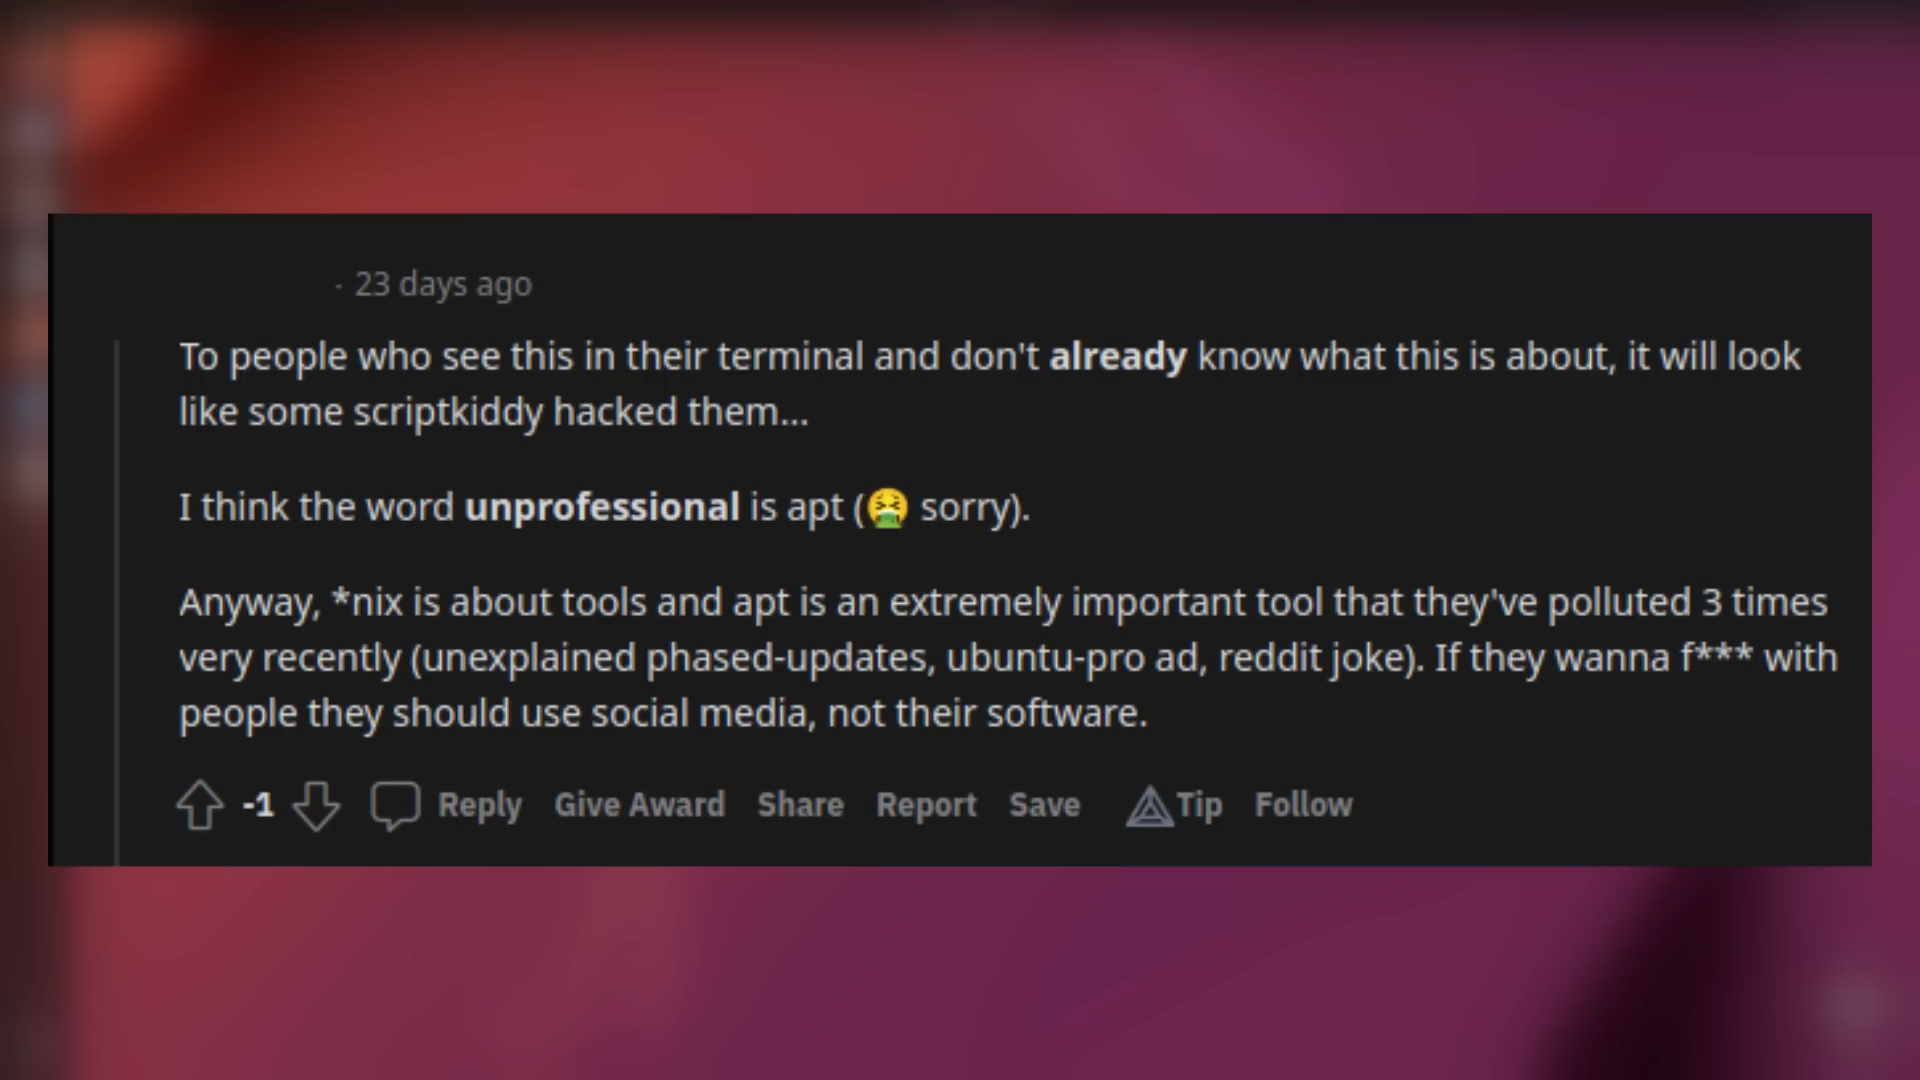 · 23 days ago
To people who see this in their terminal and don't already know what this is about, it will look
like some scriptkiddy hacked them...
I think the word unprofessional is apt (🤮 sorry).
Anyway, *nix is about tools and apt is an extremely important tool that they've polluted 3 times
very recently (unexplained phased-updates, ubuntu-pro ad, reddit joke). If they wanna f*** with
people they should use social media, not their software.
-1 Reply Give Award Share Report Save Tip Follow